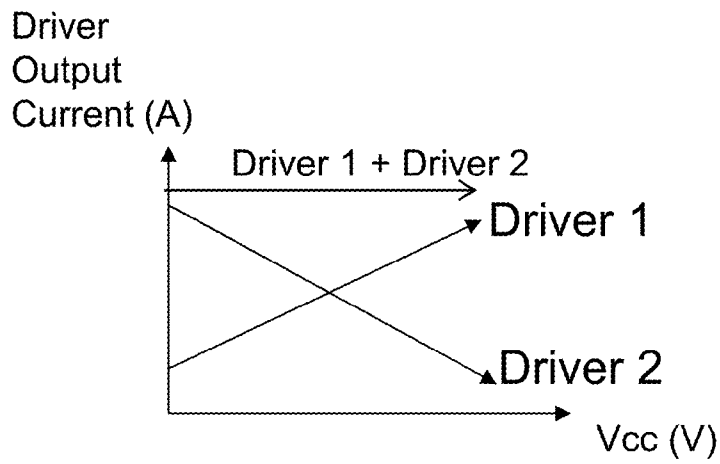 Driver
Output
Current (A)
Driver 1 + Driver 2
Driver 1
Driver 2
Vcc (V)